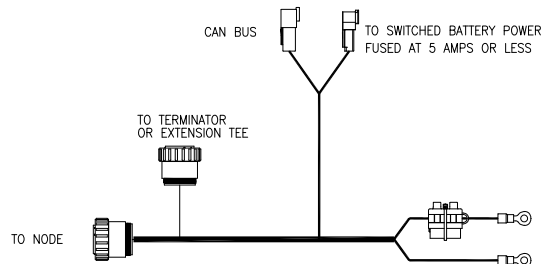 CAN BUS
TO SWITCHED BATTERY POWER
FUSED AT 5 AMPS OR LESS
TO TERMINATOR
OR EXTENSION TEE
TO NODE